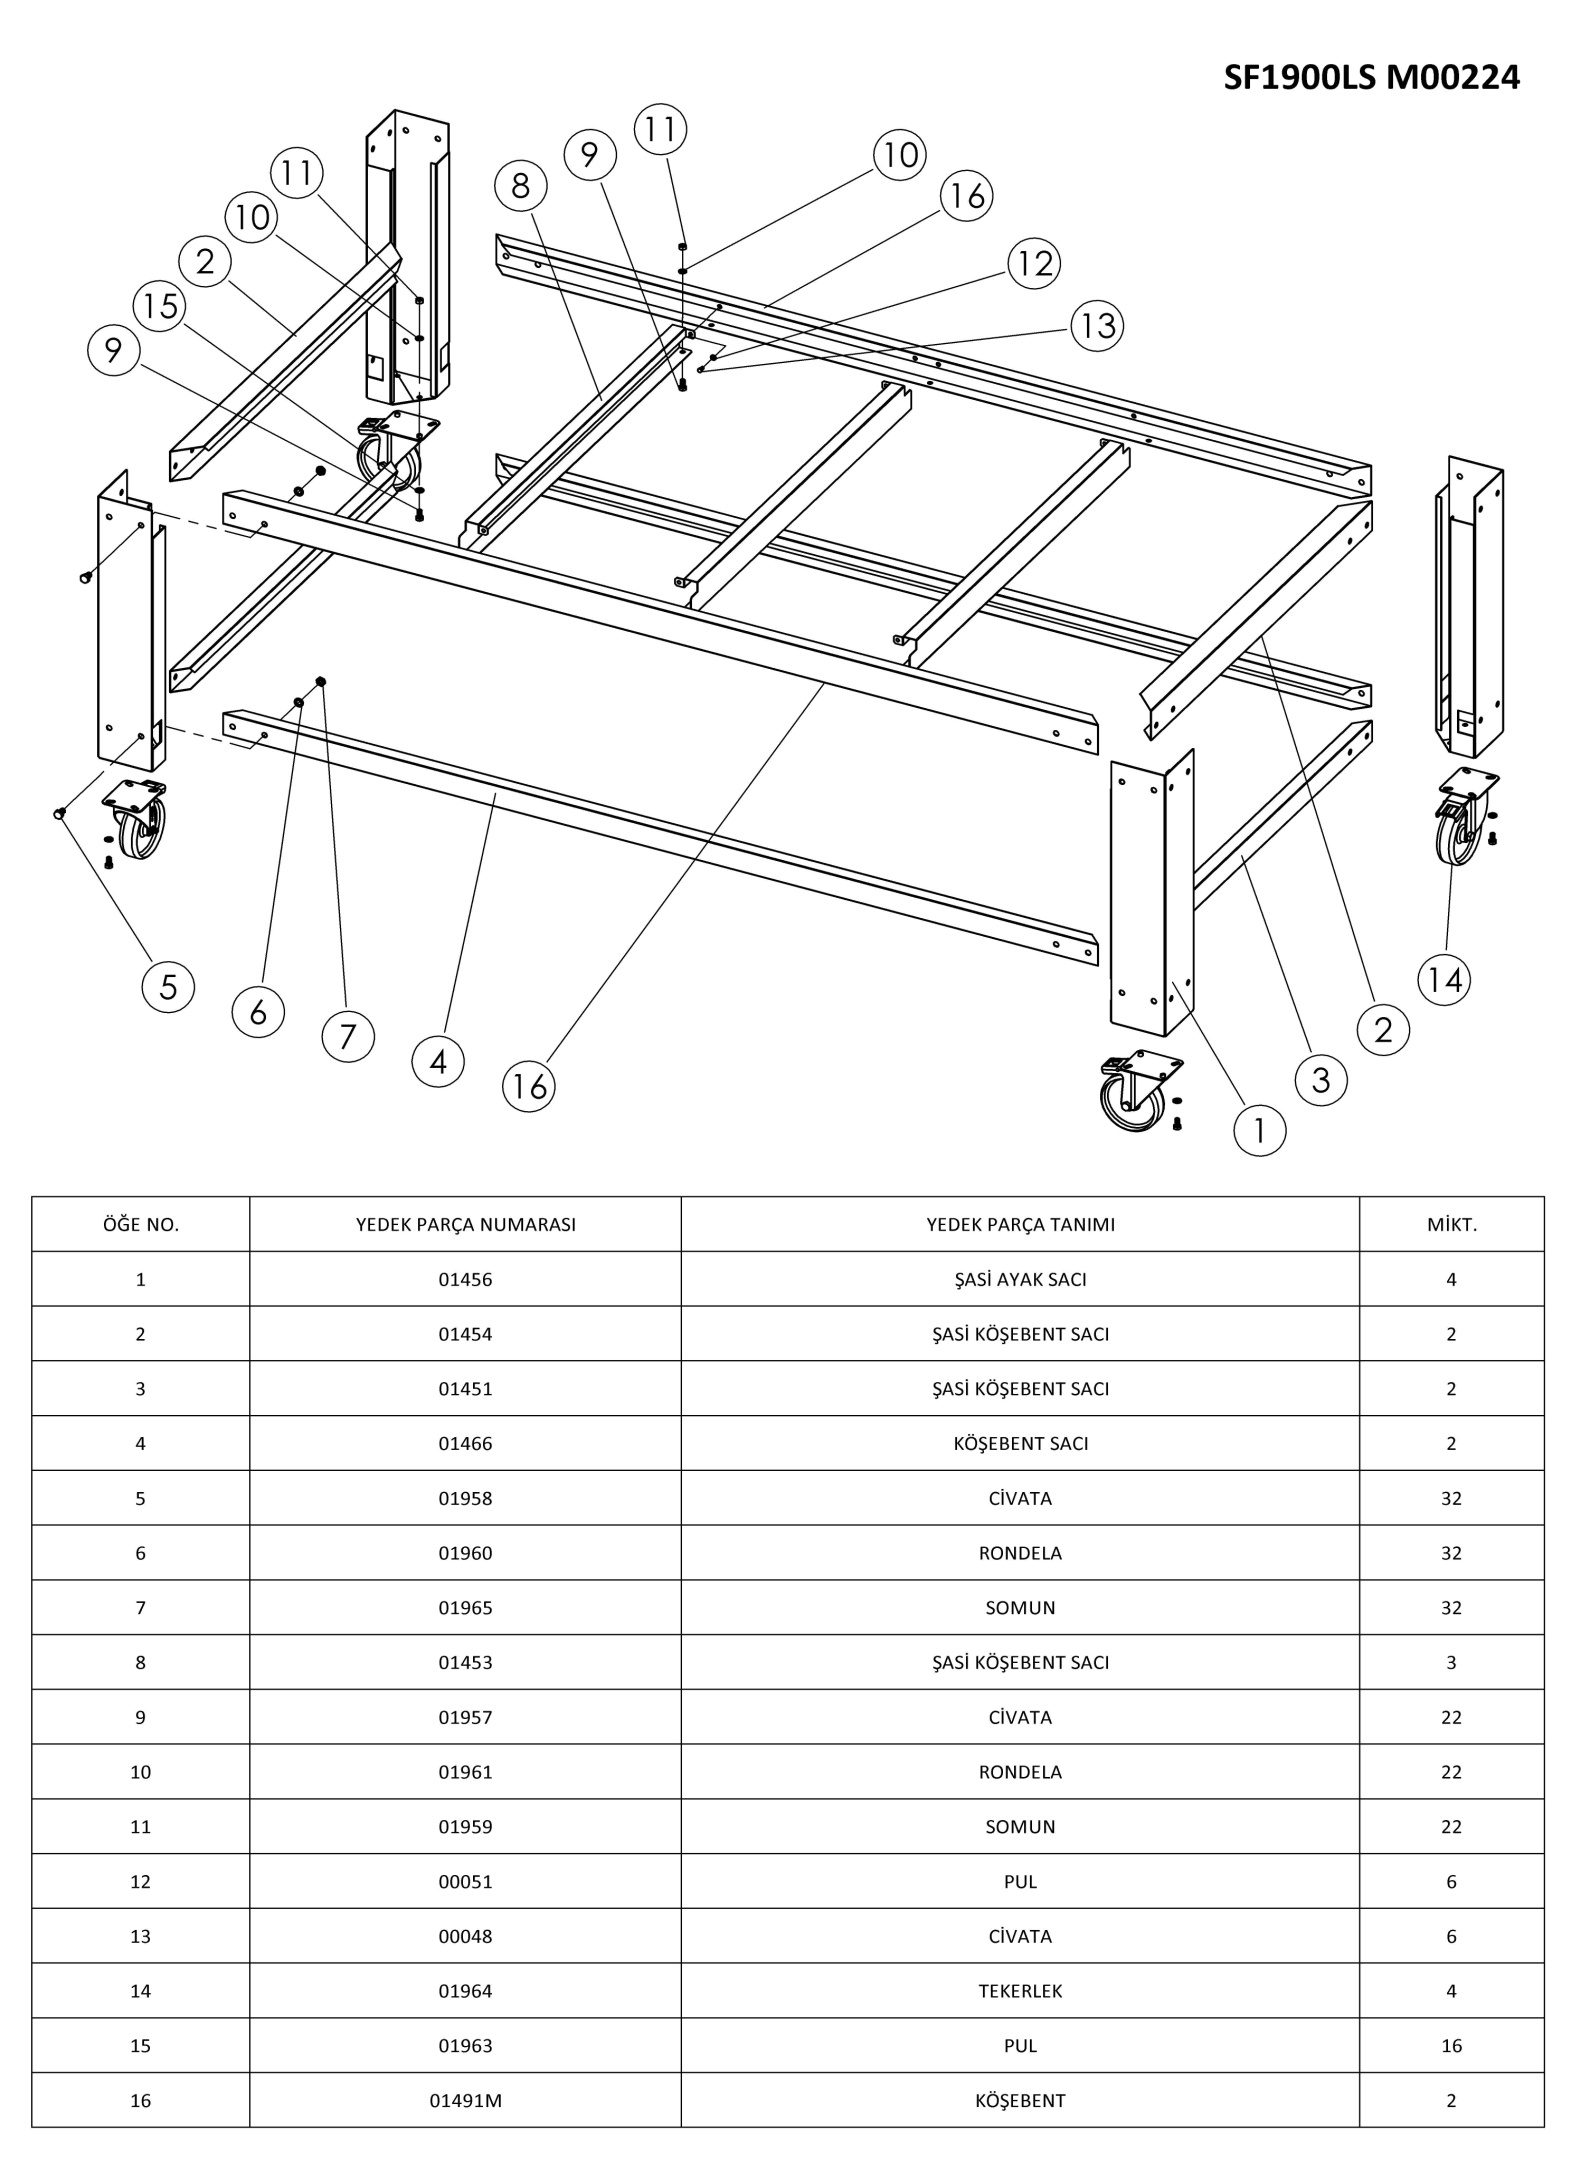 SF1900LS M00224
11
9
10
8
11
16
10
2
12
15
13
9
5
14
6
2
7
4
3
16
1
ÖĞE NO. YEDEK PARÇA NUMARASI YEDEK PARÇA TANIMI MİKT.
1 01456 ŞASİ AYAK SACI 4
2 01454 ŞASİ KÖŞEBENT SACI 2
3 01451 ŞASİ KÖŞEBENT SACI 2
4 01466 KÖŞEBENT SACI 2
5 01958 CİVATA 32
6 01960 RONDELA 32
7 01965 SOMUN 32
8 01453 ŞASİ KÖŞEBENT SACI 3
9 01957 CİVATA 22
10 01961 RONDELA 22
11 01959 SOMUN 22
12 00051 PUL 6
13 00048 CİVATA 6
14 01964 TEKERLEK 4
15 01963 PUL 16
16 01491M KÖŞEBENT 2